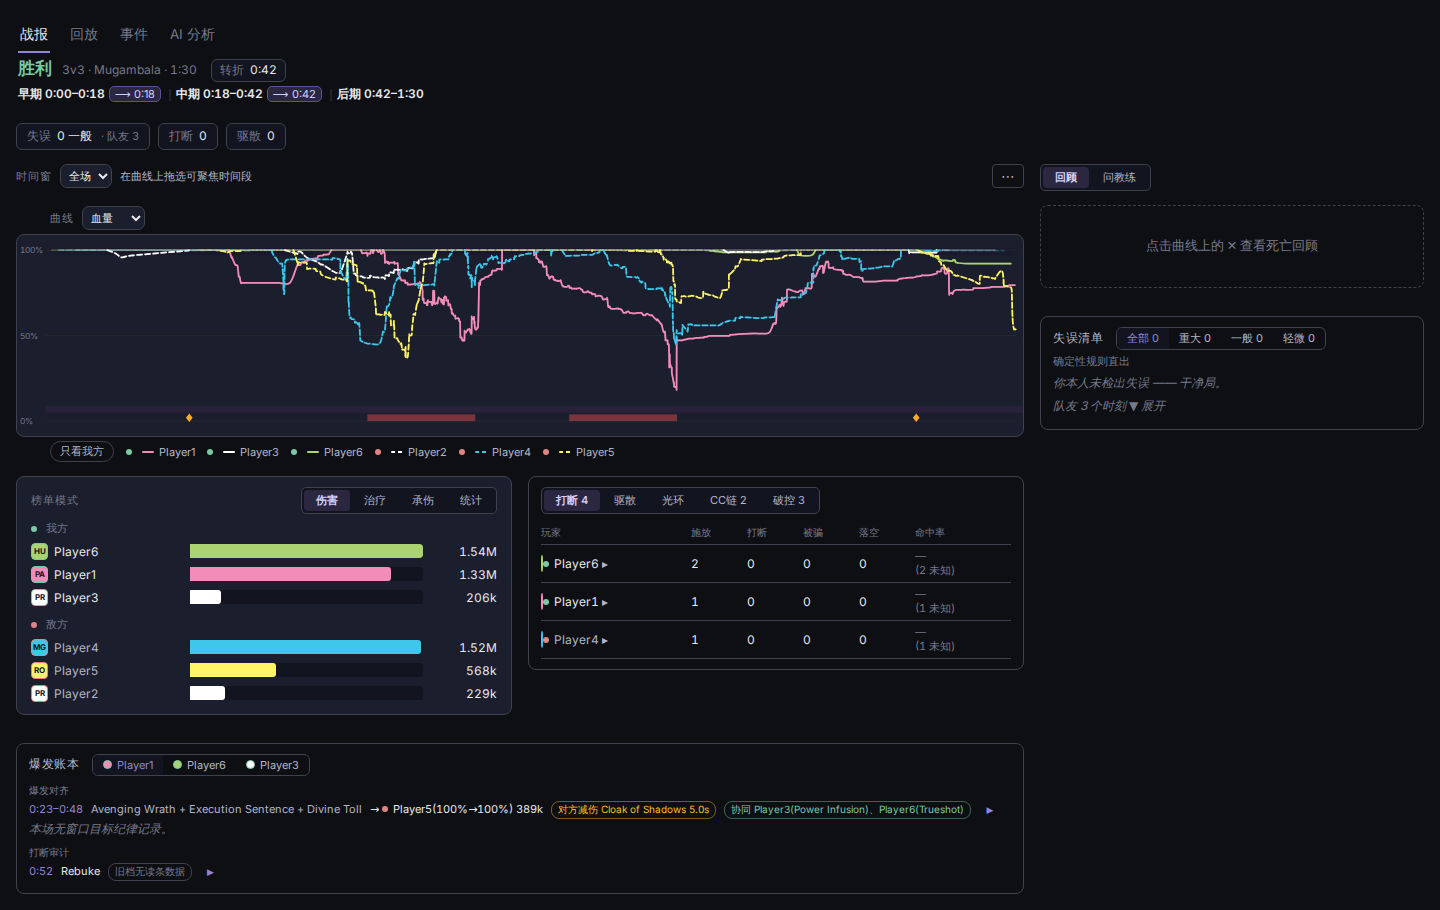 战报 回放 事件 AI 分析
胜利 3v3 · Mugambala · 1:30 转折 0:42
早期 0:00–0:18 ⟶ 0:18 | 中期 0:18–0:42 ⟶ 0:42 | 后期 0:42–1:30
失误 0 一般 · 队友 3 打断 0 驱散 0
时间窗 全场 在曲线上拖选可聚焦时间段 ⋯
回顾 问教练
曲线 血量
点击曲线上的 × 查看死亡回顾
100%
50%
0%
失误清单 全部 0 重大 0 一般 0 轻微 0
确定性规则直出
你本人未检出失误 —— 干净局。
队友 3 个时刻 ▼ 展开
只看我方 Player1 Player3 Player6 Player2 Player4 Player5
榜单模式 伤害 治疗 承伤 统计
我方
HU Player6 1.54M
PA Player1 1.33M
PR Player3 206k
敌方
MG Player4 1.52M
RO Player5 568k
PR Player2 229k
打断 4 驱散 光环 CC链 2 破控 3
玩家 施放 打断 被骗 落空 命中率
Player6 ▸ 2 0 0 0 —
(2 未知)
Player1 ▸ 1 0 0 0 —
(1 未知)
Player4 ▸ 1 0 0 0 —
(1 未知)
爆发账本 Player1 Player6 Player3
爆发对齐
0:23–0:48 Avenging Wrath + Execution Sentence + Divine Toll → Player5(100%→100%) 389k 对方减伤 Cloak of Shadows 5.0s 协同 Player3(Power Infusion)、Player6(Trueshot) ▶
本场无窗口目标纪律记录。
打断审计
0:52 Rebuke 旧档无读条数据 ▶